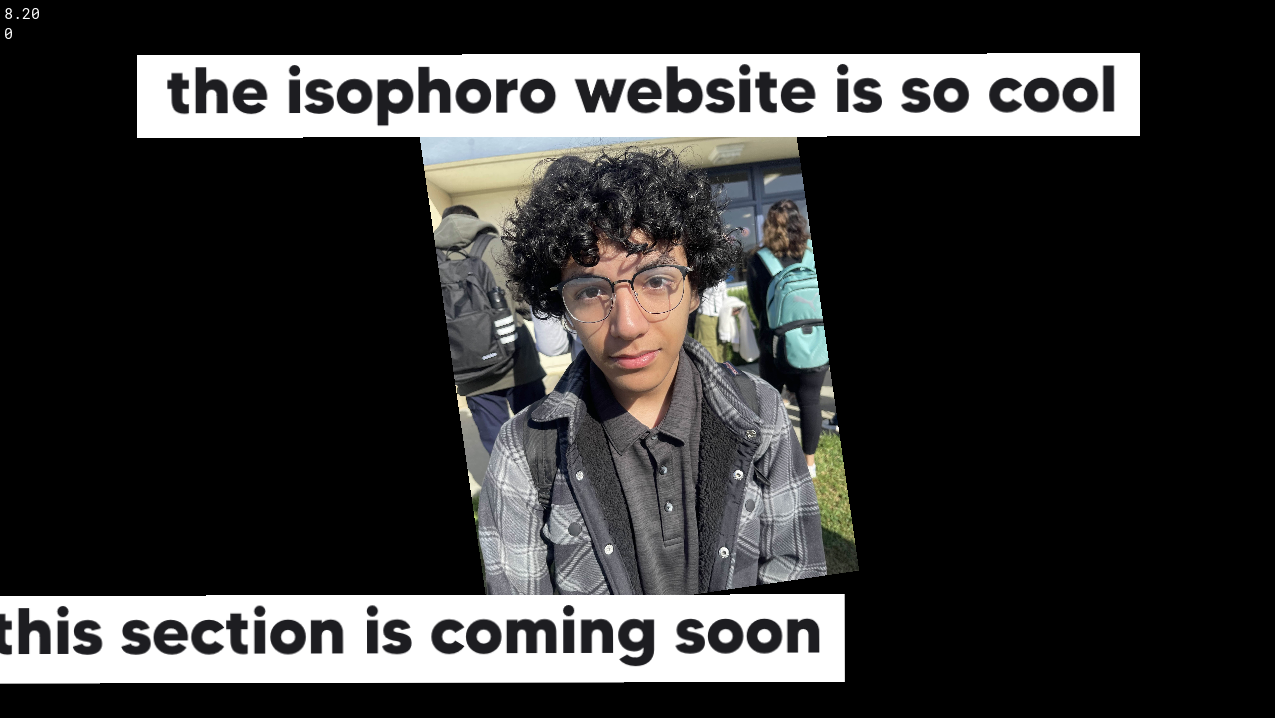 8.20
0
the isophoro website is so cool
this section is coming soon